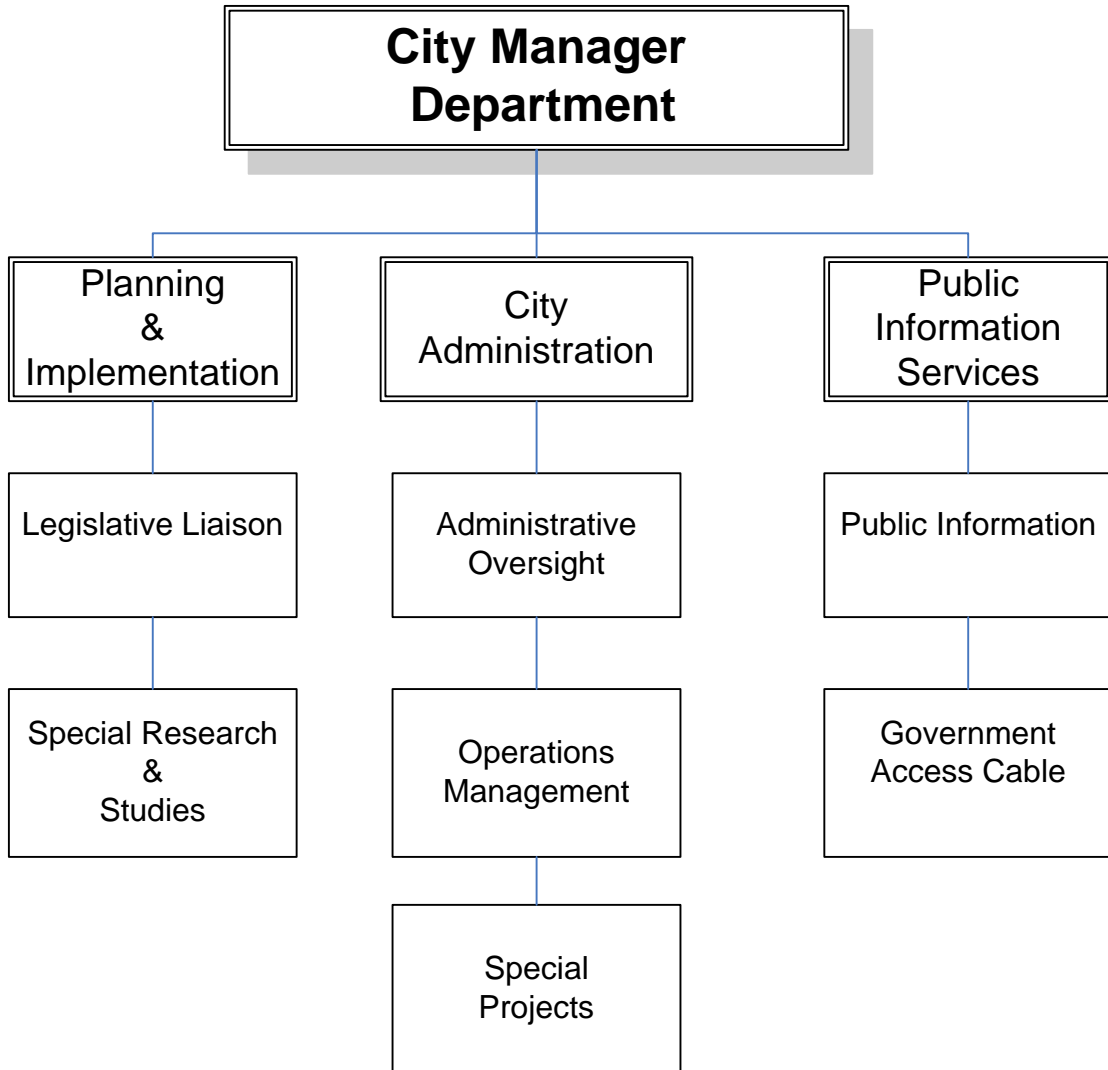 City Manager
Department
Planning
&
Implementation
City
Administration
Public
Information
Services
Legislative Liaison
Administrative
Oversight
Public Information
Special Research
&
Studies
Operations
Management
Government
Access Cable
Special
Projects